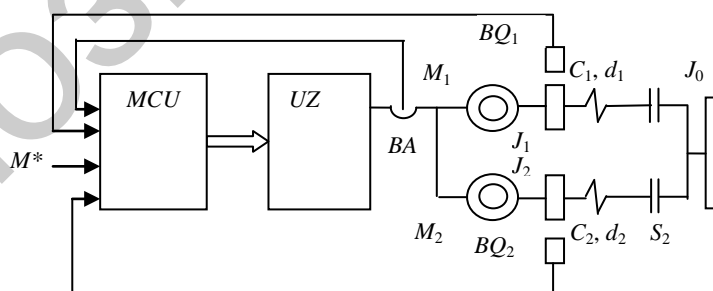 BQ₁
M₁
C₁, d₁
J₀
MCU
UZ
BA
J₁
J₂
M*
M₂
BQ₂
C₂, d₂
S₂